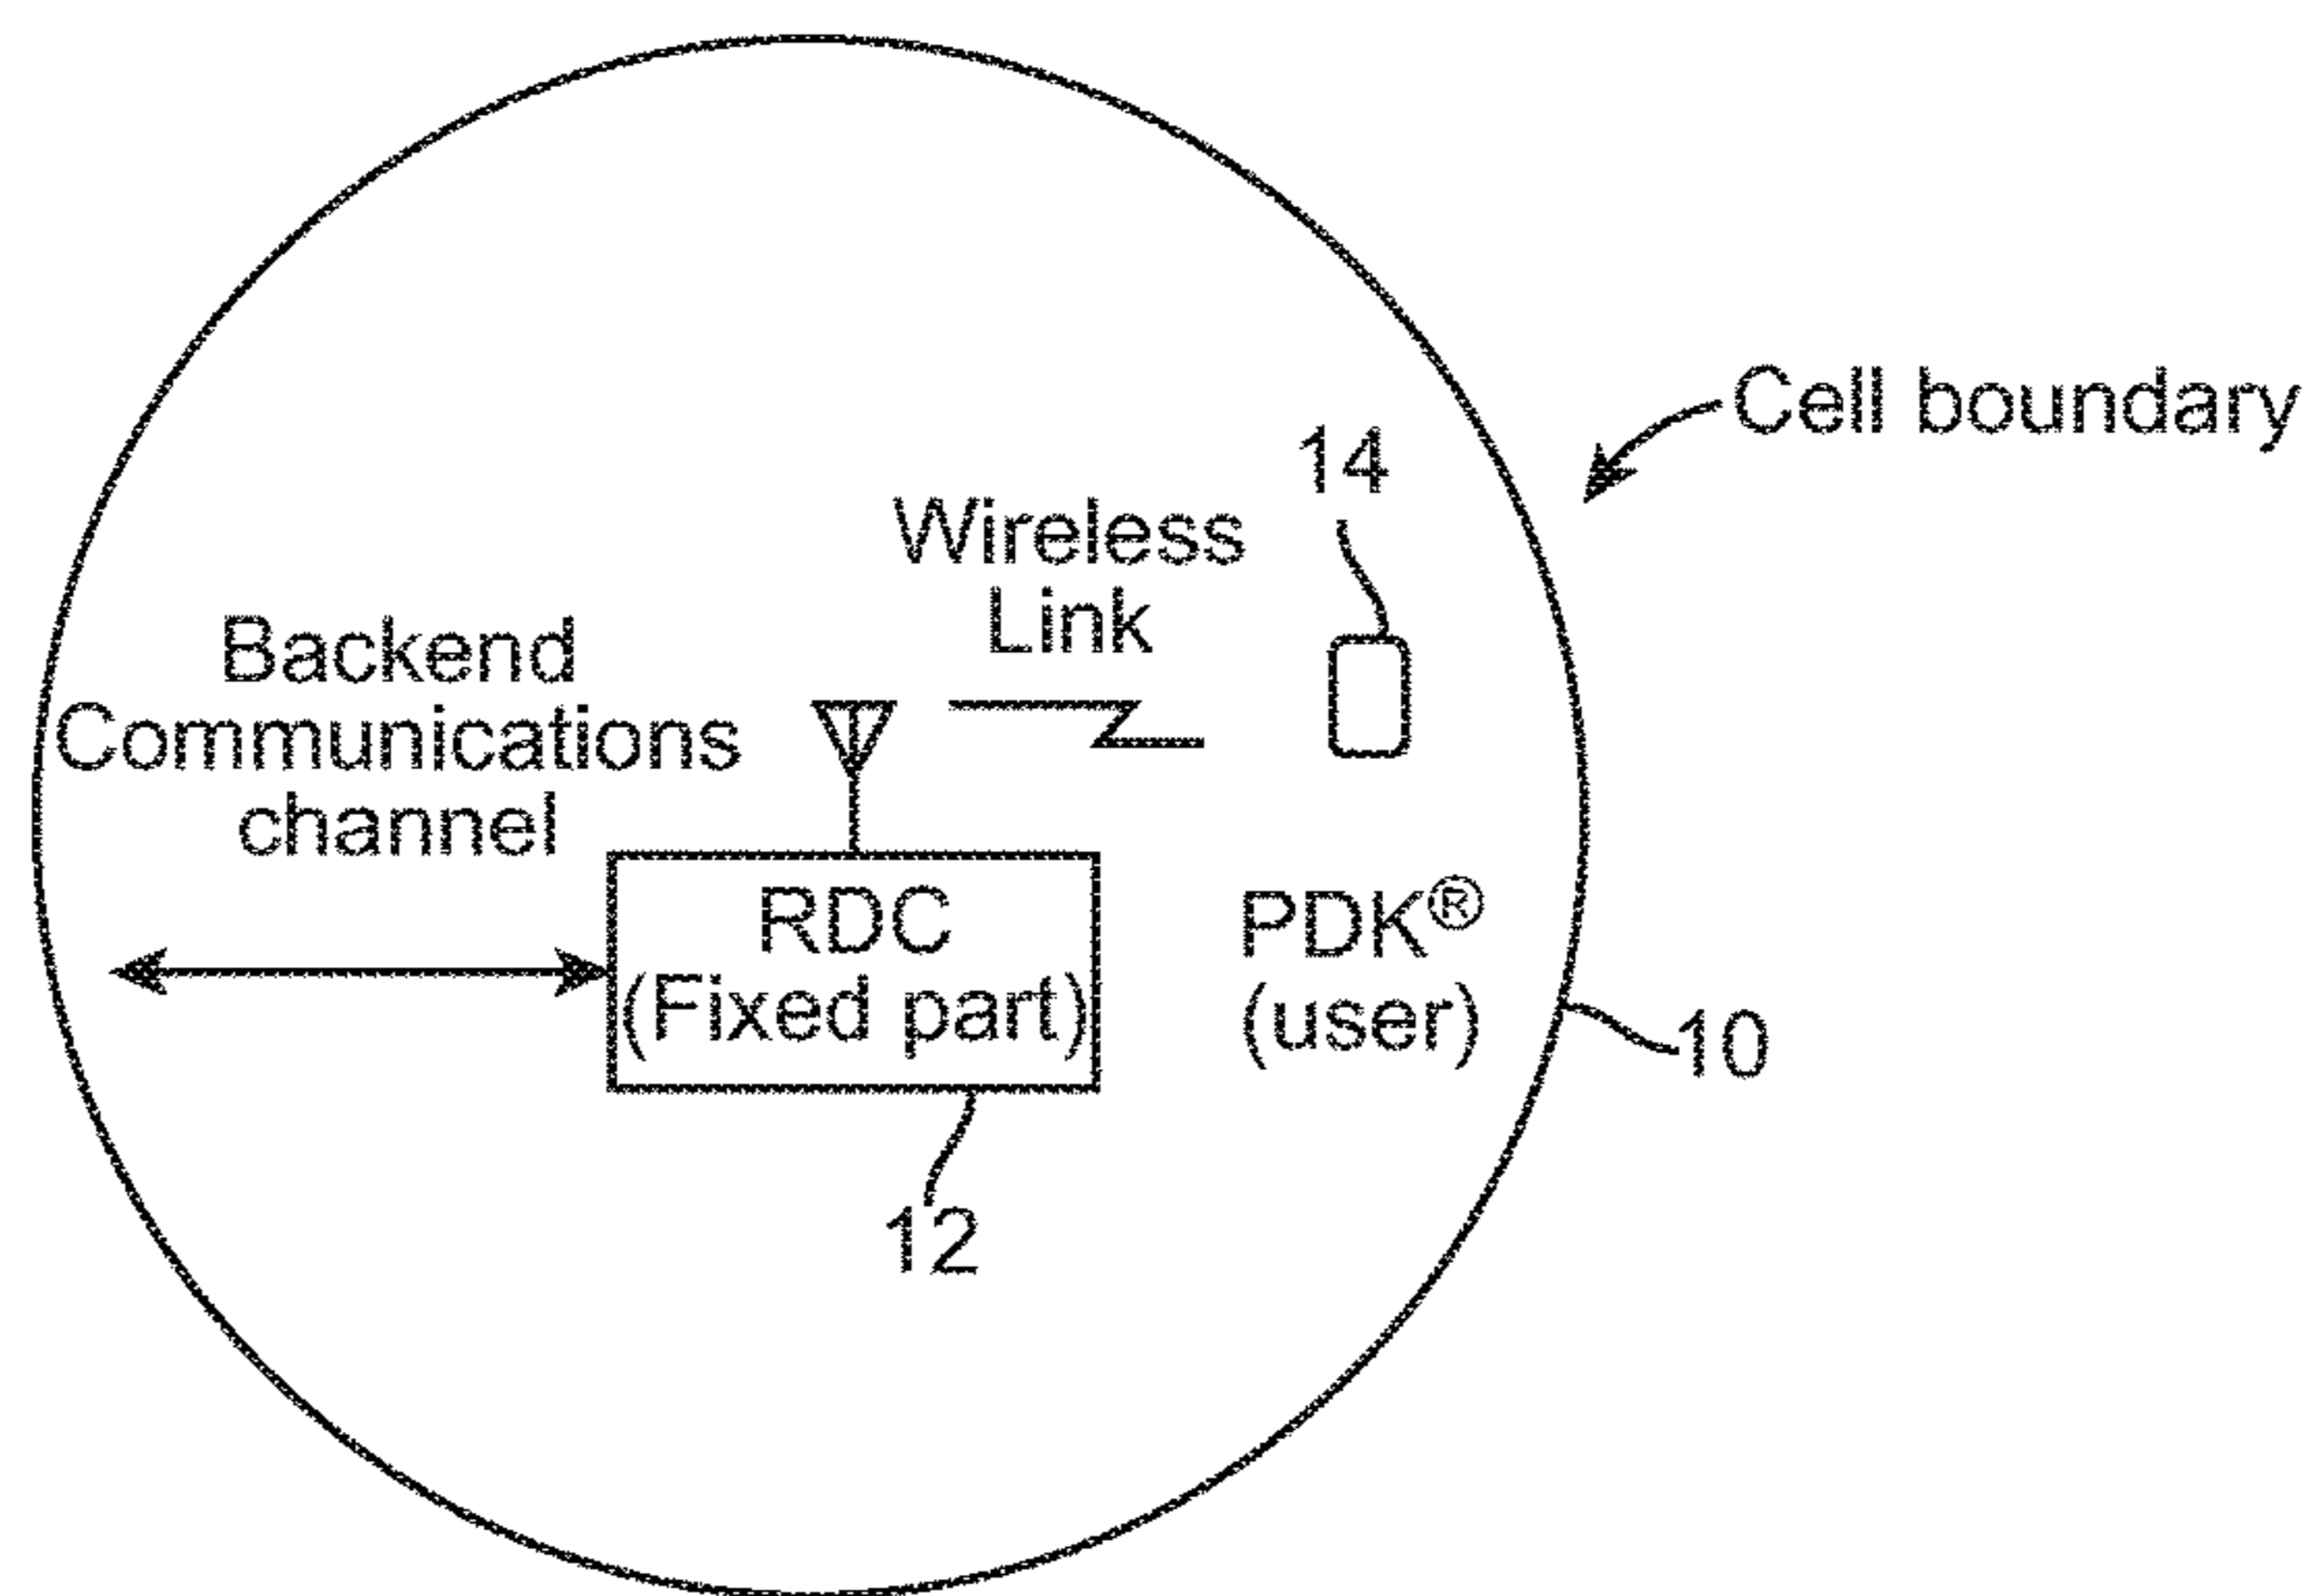 Cell boundary
14
Wireless
Link
Backend
Communications
channel
RDC
(Fixed part)
PDK®
(user)
10
12